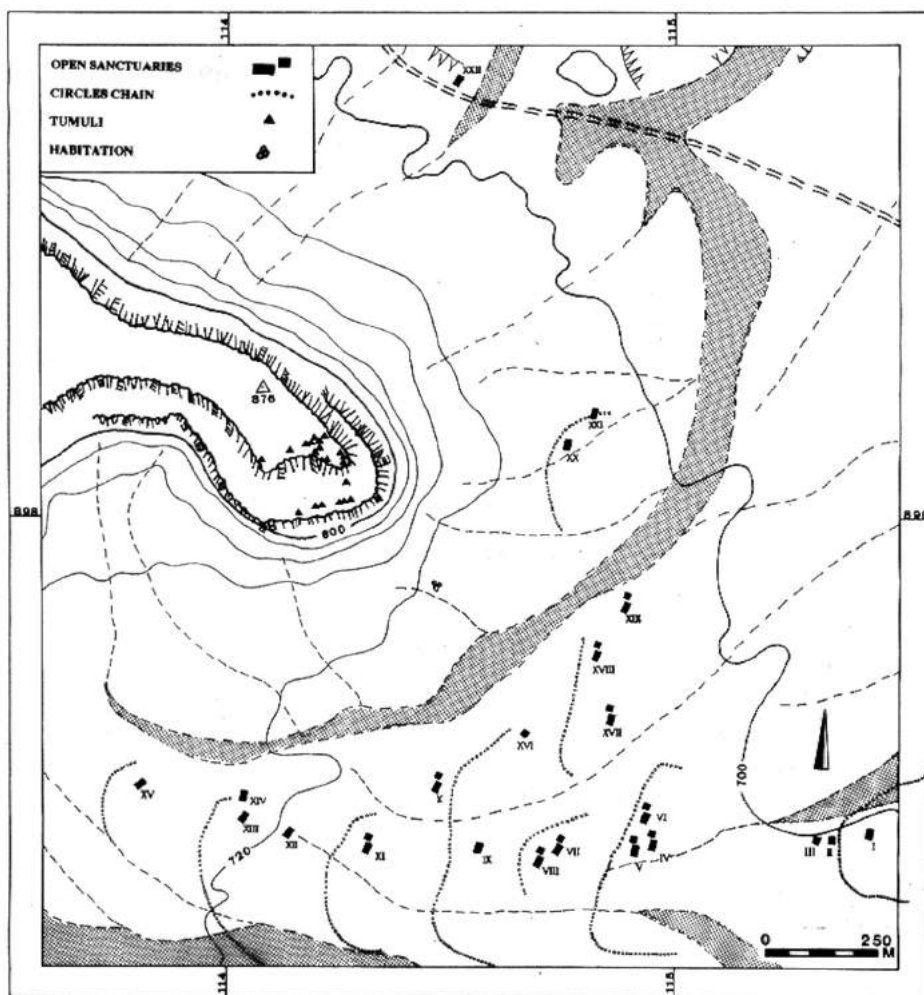 114
115
OPEN SANCTUARIES
CIRCLES CHAIN
TUMULI
HABITATION
XXII
876
XXI
XX
898
800
898
XIX
XVIII
XVII
XVI
700
XV
XIV
X
XIII
VI
XII
720
XI
IX
VII
VIII
V
IV
III
II
I
0 250
M
114
115